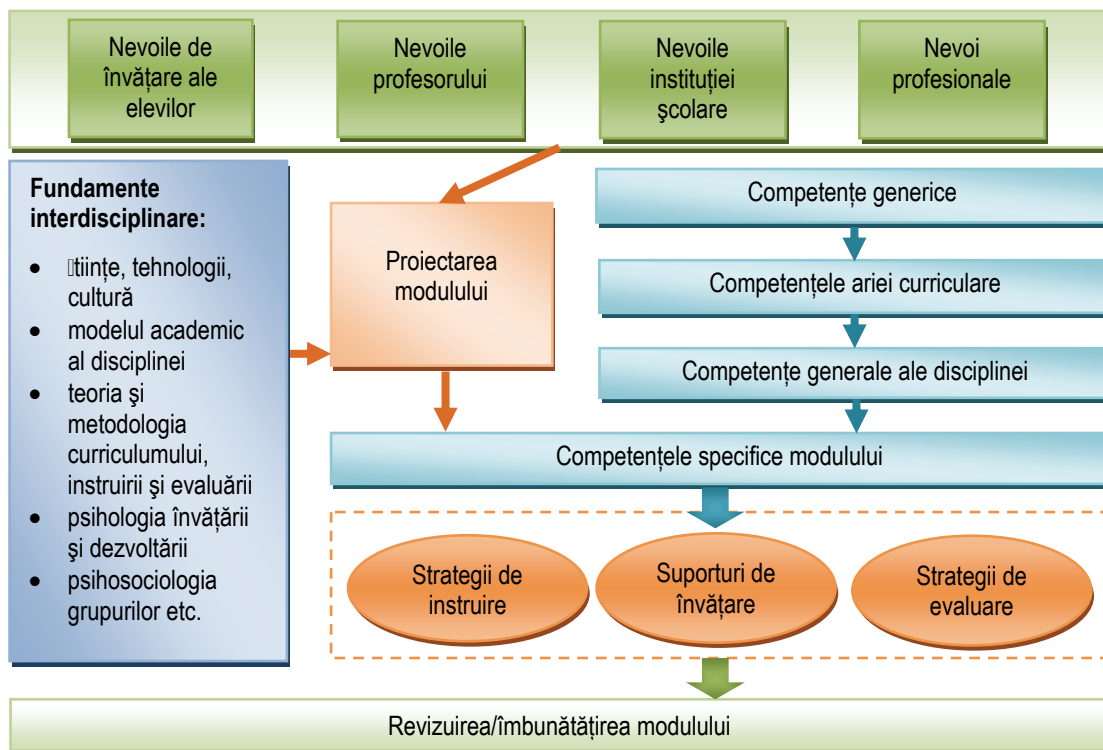 Nevoile de
învățare ale
elevilor
Nevoile
profesorului
Nevoile
instituției
şcolare
Nevoi
profesionale
Fundamente
interdisciplinare:
• tiințe, tehnologii,
cultură
• modelul academic
al disciplinei
• teoria şi
metodologia
curriculumului,
instruirii şi evaluării
• psihologia învățării
şi dezvoltării
• psihosociologia
grupurilor etc.
Proiectarea
modulului
Competențe generice
Competențele ariei curriculare
Competențe generale ale disciplinei
Competențele specifice modulului
Strategii de
instruire
Suporturi de
învățare
Strategii de
evaluare
Revizuirea/îmbunătățirea modulului